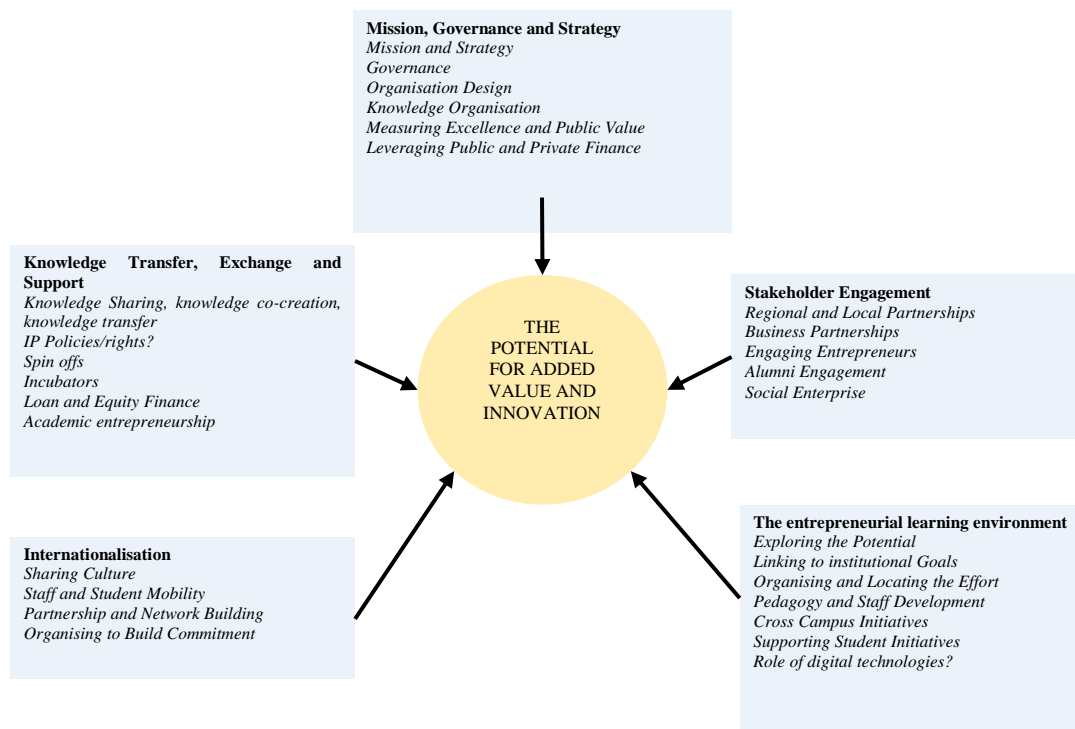 Mission, Governance and Strategy
Mission and Strategy
Governance
Organisation Design
Knowledge Organisation
Measuring Excellence and Public Value
Leveraging Public and Private Finance
Knowledge Transfer, Exchange and
Support
Knowledge Sharing, knowledge co-creation,
knowledge transfer
IP Policies/rights?
Spin offs
Incubators
Loan and Equity Finance
Academic entrepreneurship
THE
POTENTIAL
FOR ADDED
VALUE AND
INNOVATION
Stakeholder Engagement
Regional and Local Partnerships
Business Partnerships
Engaging Entrepreneurs
Alumni Engagement
Social Enterprise
Internationalisation
Sharing Culture
Staff and Student Mobility
Partnership and Network Building
Organising to Build Commitment
The entrepreneurial learning environment
Exploring the Potential
Linking to institutional Goals
Organising and Locating the Effort
Pedagogy and Staff Development
Cross Campus Initiatives
Supporting Student Initiatives
Role of digital technologies?